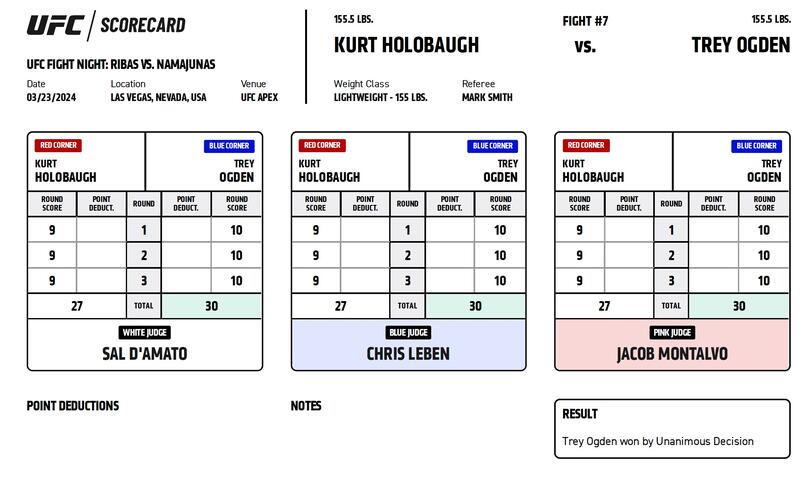 UFC / SCORECARD
UFC FIGHT NIGHT: RIBAS VS. NAMAJUNAS
Date Location Venue
03/23/2024 LAS VEGAS, NEVADA, USA UFC APEX
155.5 LBS. FIGHT #7 155.5 LBS.
KURT HOLOBAUGH vs. TREY OGDEN
Weight Class Referee
LIGHTWEIGHT - 155 LBS. MARK SMITH
RED CORNER BLUE CORNER
KURT TREY
HOLOBAUGH OGDEN
ROUND SCORE POINT DEDUCT. ROUND POINT DEDUCT. ROUND SCORE
9 1 10
9 2 10
9 3 10
27 TOTAL 30
WHITE JUDGE
SAL D'AMATO
RED CORNER BLUE CORNER
KURT TREY
HOLOBAUGH OGDEN
ROUND SCORE POINT DEDUCT. ROUND POINT DEDUCT. ROUND SCORE
9 1 10
9 2 10
9 3 10
27 TOTAL 30
BLUE JUDGE
CHRIS LEBEN
RED CORNER BLUE CORNER
KURT TREY
HOLOBAUGH OGDEN
ROUND SCORE POINT DEDUCT. ROUND POINT DEDUCT. ROUND SCORE
9 1 10
9 2 10
9 3 10
27 TOTAL 30
PINK JUDGE
JACOB MONTALVO
POINT DEDUCTIONS
NOTES
RESULT
Trey Ogden won by Unanimous Decision